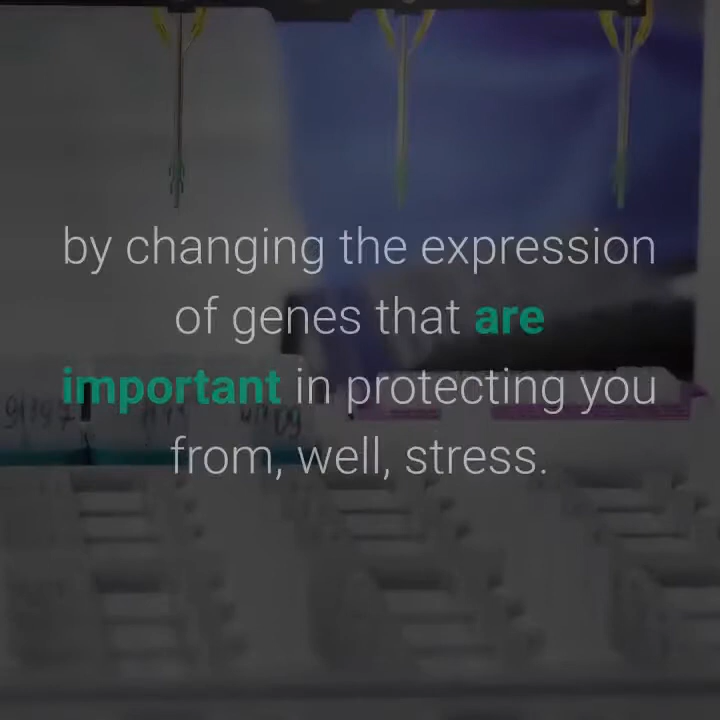 by changing the expression
of genes that are
important in protecting you
from, well, stress.